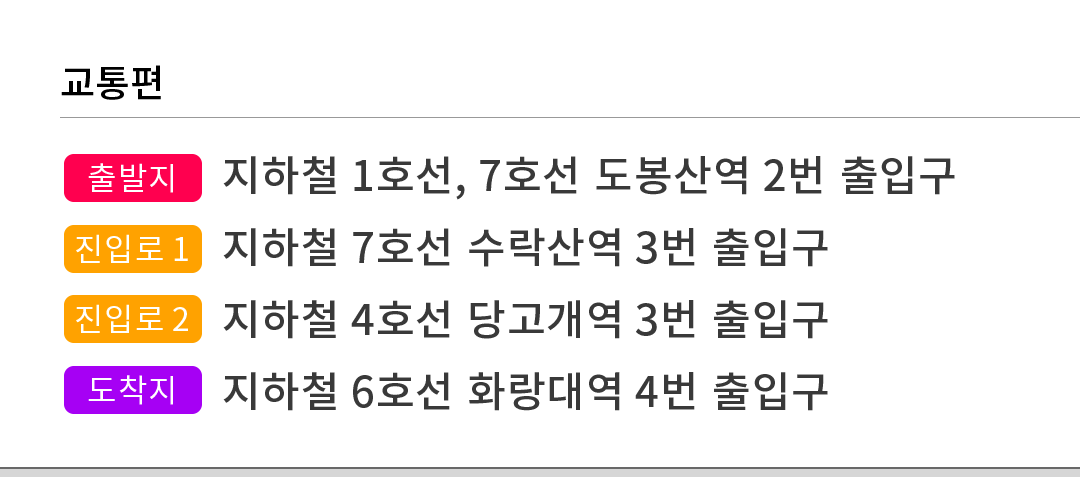 교통편
출발지 지하철 1호선, 7호선 도봉산역 2번 출입구
진입로 1 지하철 7호선 수락산역 3번 출입구
진입로 2 지하철 4호선 당고개역 3번 출입구
도착지 지하철 6호선 화랑대역 4번 출입구